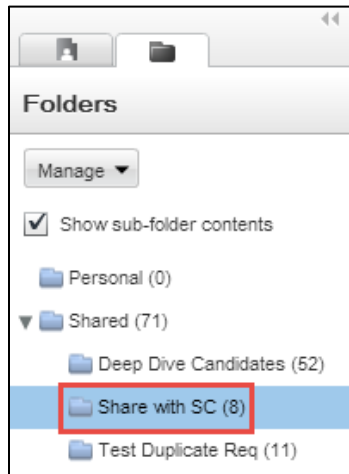 Folders
Manage
Show sub-folder contents
Personal (0)
Shared (71)
Deep Dive Candidates (52)
Share with SC (8)
Test Duplicate Req (11)